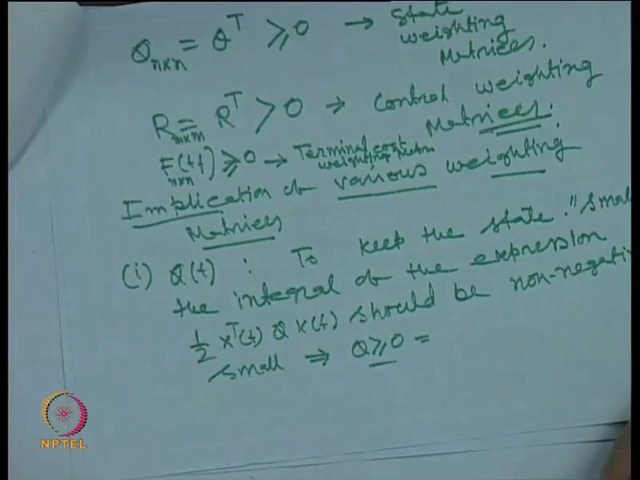 Q_{n×n} = Q^T ≥ 0 → State weighting Matrices.
R_{m×m} = R^T > 0 → Control weighting Matrices.
F(t_f)_{n×n} ≥ 0 → Terminal cost weighting Matrix
Implication of various weighting
Matrices
(i) Q(t) : To keep the state "small
the integral of the expression
1/2 x^T(t) Q x(t) should be non-negati
small ⇒ Q ≥ 0 =
NPTEL